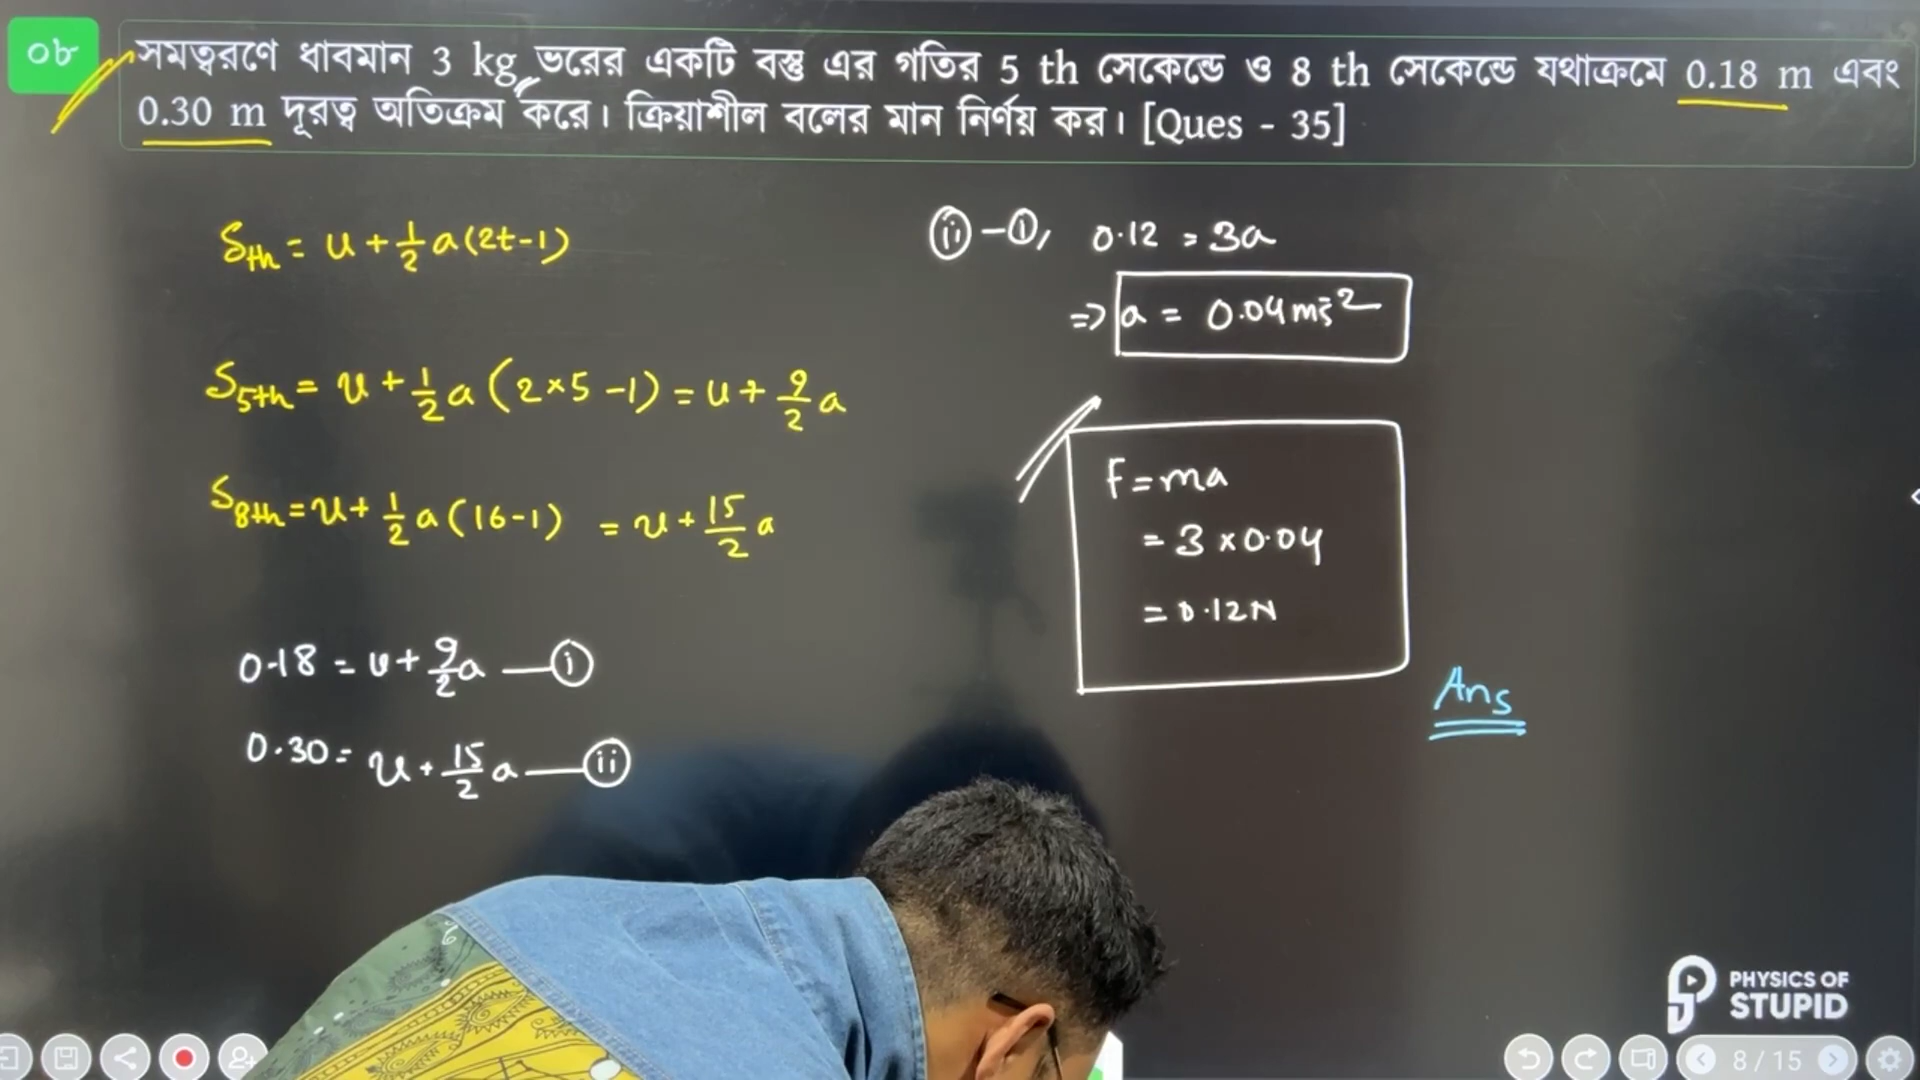 ০৮
সমত্বরণে ধাবমান 3 kg ভরের একটি বস্তু এর গতির 5 th সেকেন্ডে ও 8 th সেকেন্ডে যথাক্রমে 0.18 m এবং
0.30 m দূরত্ব অতিক্রম করে। ক্রিয়াশীল বলের মান নির্ণয় কর। [Ques - 35]
Sth = u + 1/2 a(2t-1)
S5th = u + 1/2 a (2×5-1) = u + 9/2 a
S8th = u + 1/2 a(16-1) = u + 15/2 a
0.18 = u + 9/2 a — (i)
0.30 = u + 15/2 a — (ii)
(ii) - (i), 0.12 = 3a
=> a = 0.04 ms^-2
F = ma
= 3 × 0.04
= 0.12N
Ans
PHYSICS OF
STUPID
8 / 15